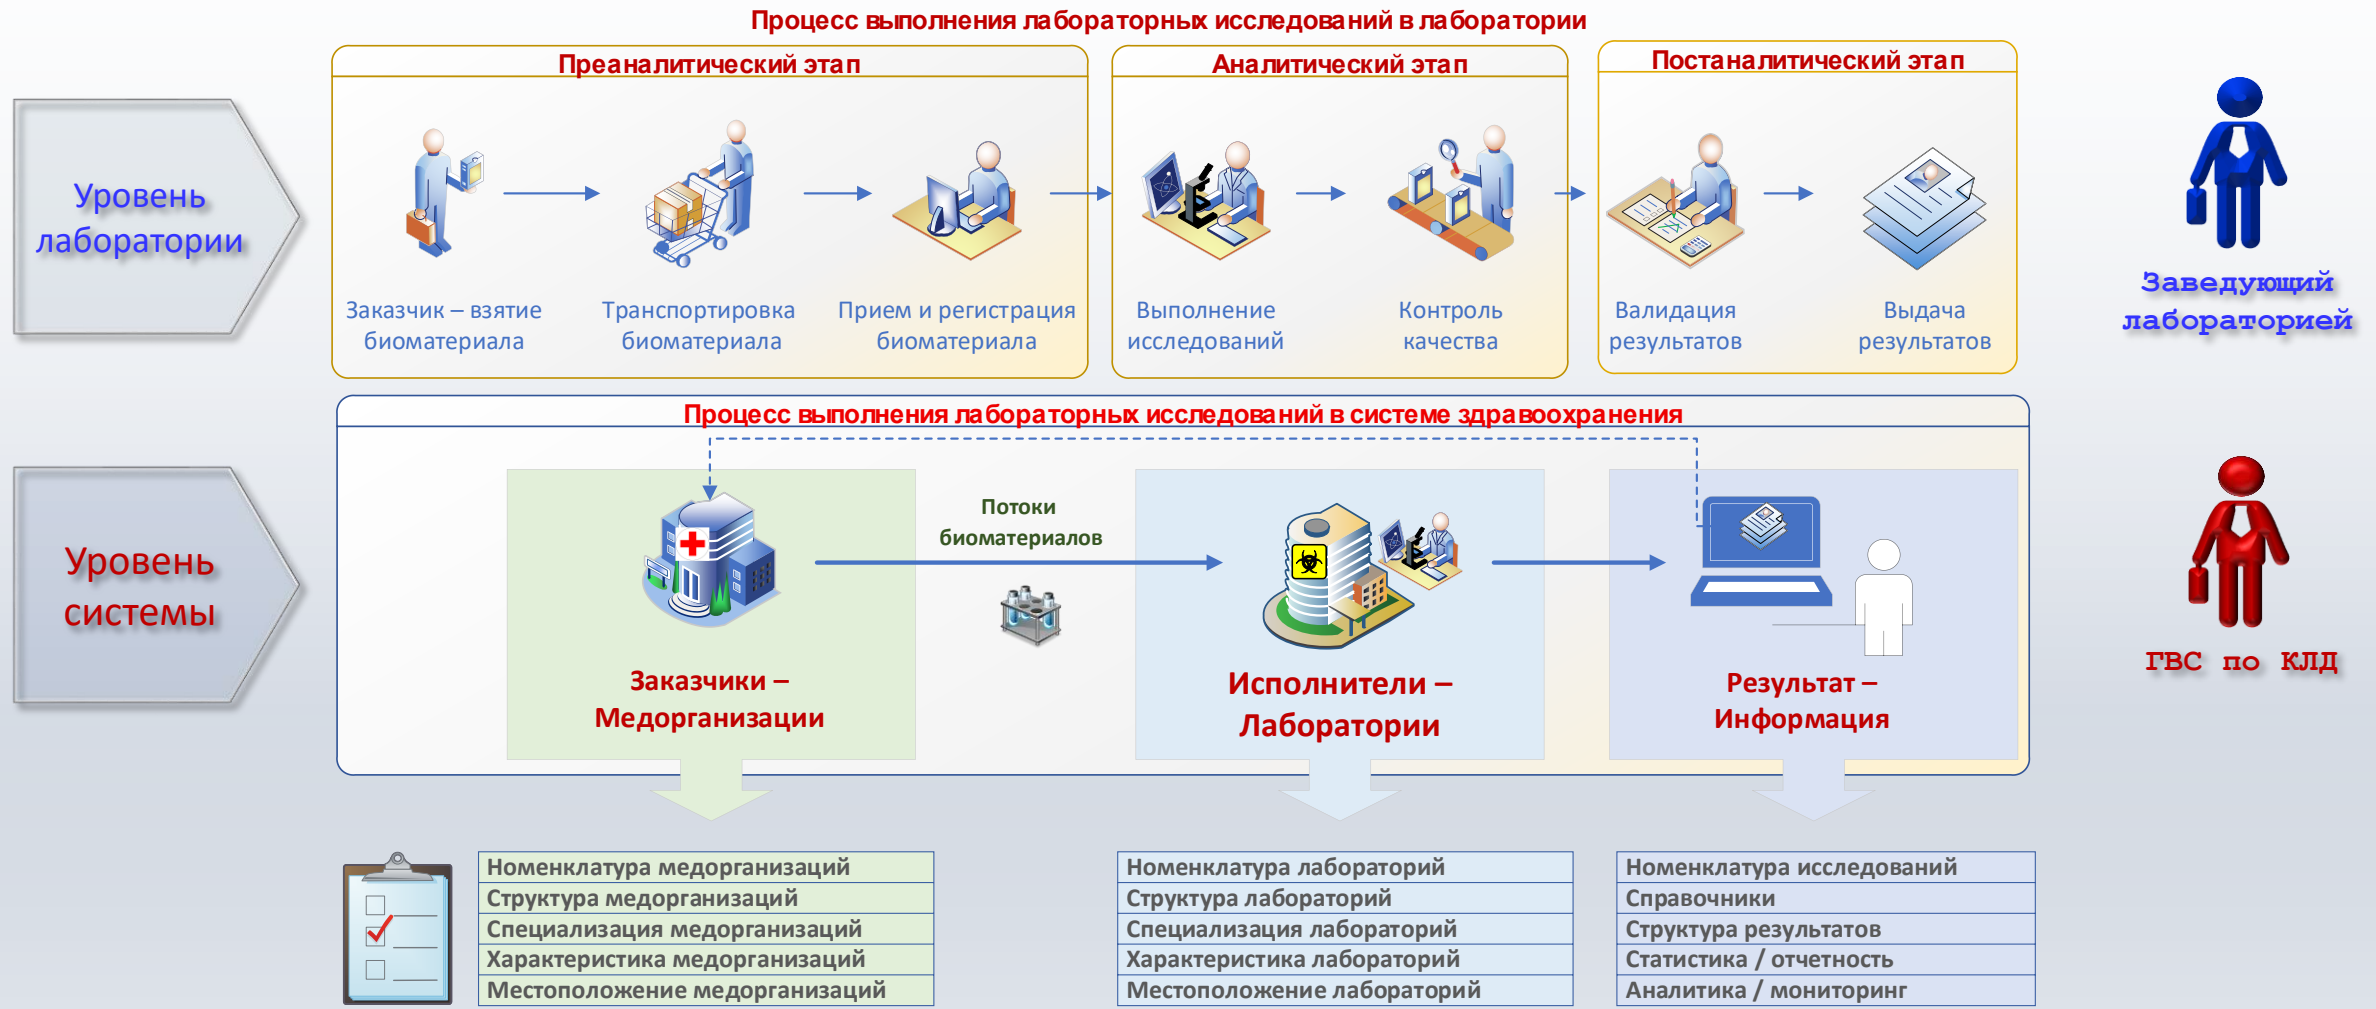 Процесс выполнения лабораторных исследований в лаборатории
Преаналитический этап
Аналитический этап
Постаналитический этап
Уровень
лаборатории
Заказчик – взятие
биоматериала
Транспортировка
биоматериала
Прием и регистрация
биоматериала
Выполнение
исследований
Контроль
качества
Валидация
результатов
Выдача
результатов
Заведующий
лабораторией
Процесс выполнения лабораторных исследований в системе здравоохранения
Уровень
системы
Потоки
биоматериалов
Заказчики –
Медорганизации
Исполнители –
Лаборатории
Результат –
Информация
ГВС по КЛД
Номенклатура медорганизаций
Структура медорганизаций
Специализация медорганизаций
Характеристика медорганизаций
Местоположение медорганизаций
Номенклатура лабораторий
Структура лабораторий
Специализация лабораторий
Характеристика лабораторий
Местоположение лабораторий
Номенклатура исследований
Справочники
Структура результатов
Статистика / отчетность
Аналитика / мониторинг